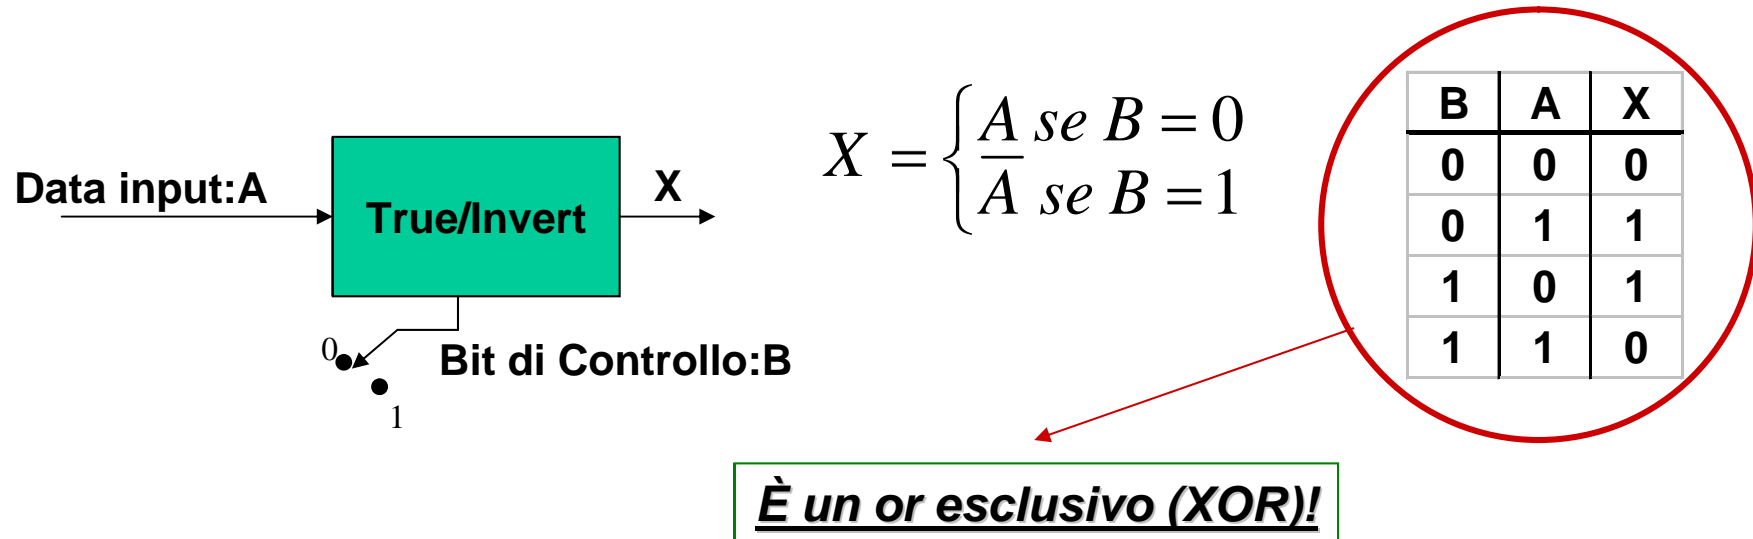 Data input:A
True/Invert
X
0
1
Bit di Controllo:B
X = { A se B = 0
A̅ se B = 1
B A X
0 0 0
0 1 1
1 0 1
1 1 0
È un or esclusivo (XOR)!